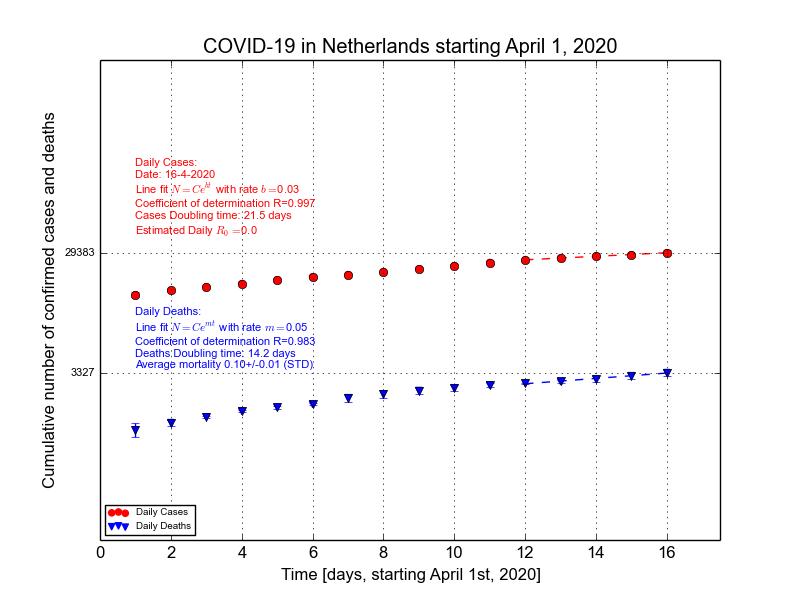 COVID-19 in Netherlands starting April 1, 2020
Cumulative number of confirmed cases and deaths
Daily Cases:
Date: 16-4-2020
Line fit N=Ce^{bt} with rate b=0.03
Coefficient of determination R=0.997
Cases Doubling time: 21.5 days
Estimated Daily R_0=0.0
29383
Daily Deaths:
Line fit N=Ce^{mt} with rate m=0.05
Coefficient of determination R=0.983
Deaths Doubling time: 14.2 days
Average mortality 0.10+/-0.01 (STD)
3327
Daily Cases
Daily Deaths
0 2 4 6 8 10 12 14 16
Time [days, starting April 1st, 2020]